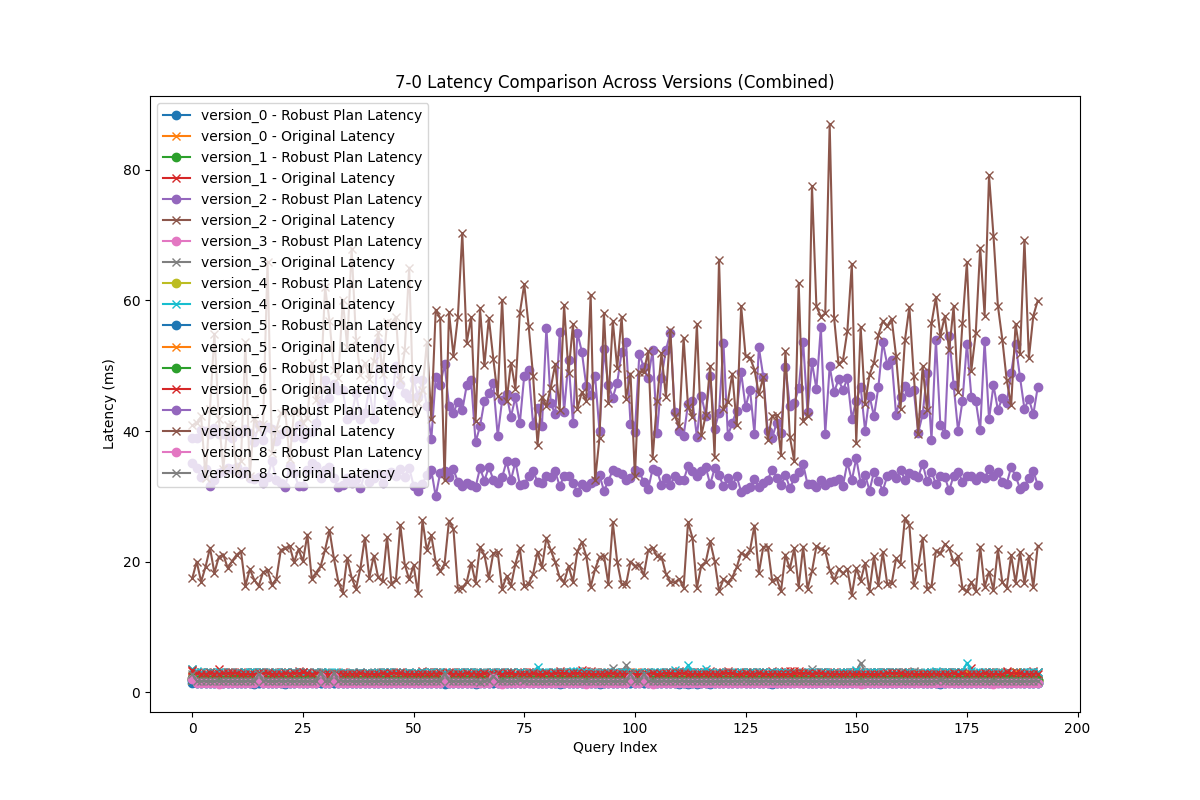 7-0 Latency Comparison Across Versions (Combined)
version_0 - Robust Plan Latency
version_0 - Original Latency
version_1 - Robust Plan Latency
version_1 - Original Latency
version_2 - Robust Plan Latency
version_2 - Original Latency
version_3 - Robust Plan Latency
version_3 - Original Latency
version_4 - Robust Plan Latency
version_4 - Original Latency
version_5 - Robust Plan Latency
version_5 - Original Latency
version_6 - Robust Plan Latency
version_6 - Original Latency
version_7 - Robust Plan Latency
version_7 - Original Latency
version_8 - Robust Plan Latency
version_8 - Original Latency
Latency (ms)
80
60
40
20
0
0 25 50 75 100 125 150 175 200
Query Index